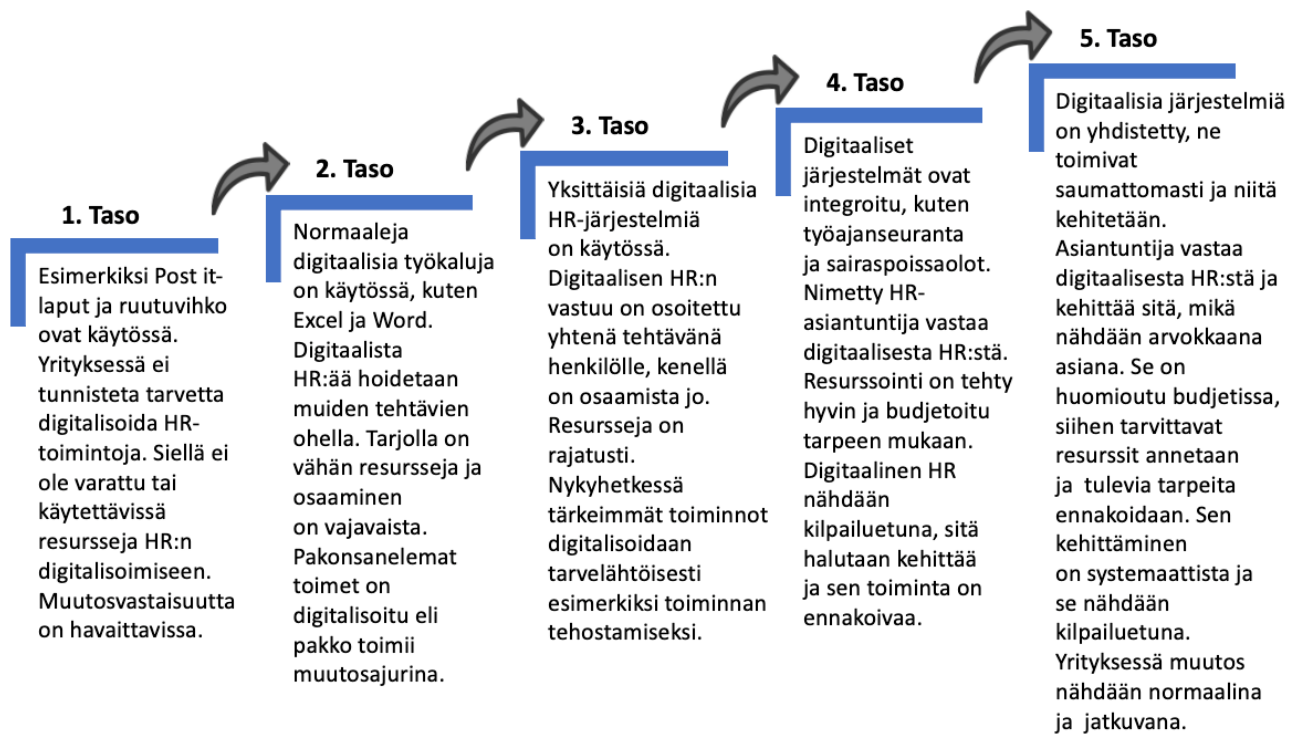 1. Taso
Esimerkiksi Post it-
laput ja ruutuvihko
ovat käytössä.
Yrityksessä ei
tunnisteta tarvetta
digitalisoida HR-
toimintoja. Siellä ei
ole varattu tai
käytettävissä
resursseja HR:n
digitalisoimiseen.
Muutosvastaisuutta
on havaittavissa.
2. Taso
Normaaleja
digitaalisia työkaluja
on käytössä, kuten
Excel ja Word.
Digitaalista
HR:ää hoidetaan
muiden tehtävien
ohella. Tarjolla on
vähän resursseja ja
osaaminen
on vajavaista.
Pakonsanelemat
toimet on
digitalisoitu eli
pakko toimii
muutosajurina.
3. Taso
Yksittäisiä digitaalisia
HR-järjestelmiä
on käytössä.
Digitaalisen HR:n
vastuu on osoitettu
yhtenä tehtävänä
henkilölle, kenellä
on osaamista jo.
Resursseja on
rajatusti.
Nykyhetkessä
tärkeimmät toiminnot
digitalisoidaan
tarvelähtöisesti
esimerkiksi toiminnan
tehostamiseksi.
4. Taso
Digitaaliset
järjestelmät ovat
integroitu, kuten
työajanseuranta
ja sairaspoissaolot.
Nimetty HR-
asiantuntija vastaa
digitaalisesta HR:stä.
Resurssointi on tehty
hyvin ja budjetoitu
tarpeen mukaan.
Digitaalinen HR
nähdään
kilpailuetuna, sitä
halutaan kehittää
ja sen toiminta on
ennakoivaa.
5. Taso
Digitaalisia järjestelmiä
on yhdistetty, ne
toimivat
saumattomasti ja niitä
kehitetään.
Asiantuntija vastaa
digitaalisesta HR:stä ja
kehittää sitä, mikä
nähdään arvokkaana
asiana. Se on
huomioutu budjetissa,
siihen tarvittavat
resurssit annetaan
ja tulevia tarpeita
ennakoidaan. Sen
kehittäminen
on systemaattista ja
se nähdään
kilpailuetuna.
Yrityksessä muutos
nähdään normaalina
ja jatkuvana.